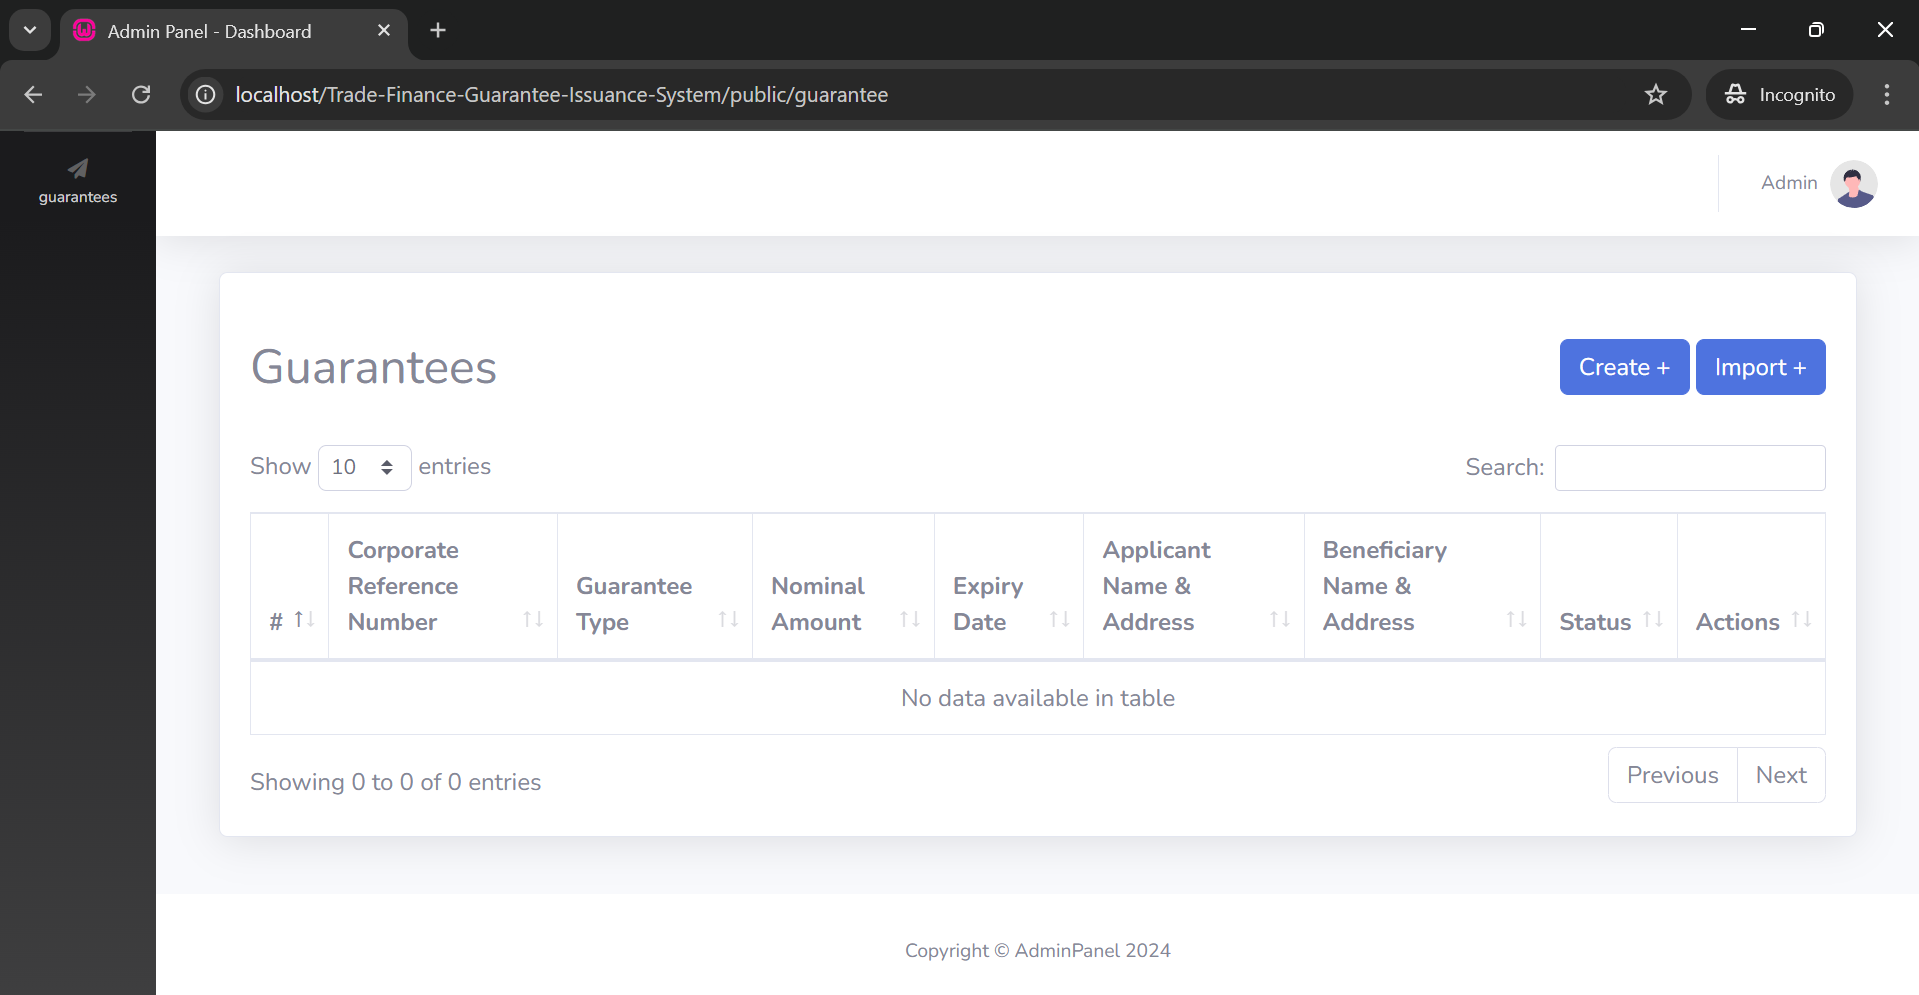 Admin Panel - Dashboard
localhost/Trade-Finance-Guarantee-Issuance-System/public/guarantee
Incognito
guarantees
Admin
Guarantees
Create +
Import +
Show 10 entries
Search:
#
Corporate
Reference
Number
Guarantee
Type
Nominal
Amount
Expiry
Date
Applicant
Name &
Address
Beneficiary
Name &
Address
Status
Actions
No data available in table
Showing 0 to 0 of 0 entries
Previous
Next
Copyright © AdminPanel 2024